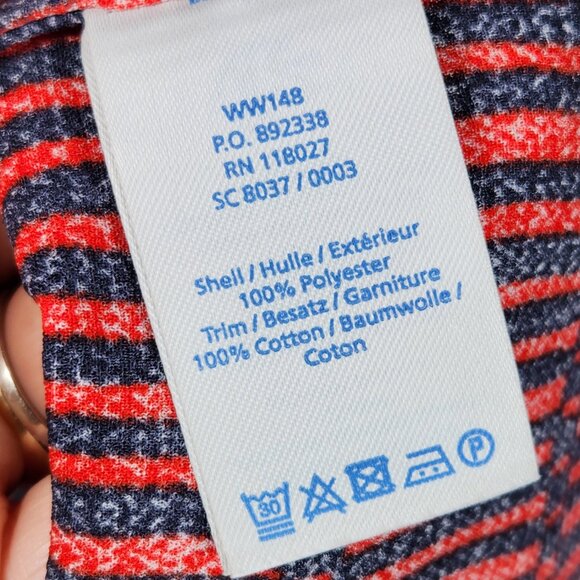 WW148
P.O. 892338
RN 118027
SC 8037 / 0003
Shell / Hulle / Extérieur
100% Polyester
Trim / Besatz / Garniture
100% Cotton / Baumwolle /
Coton
30
P